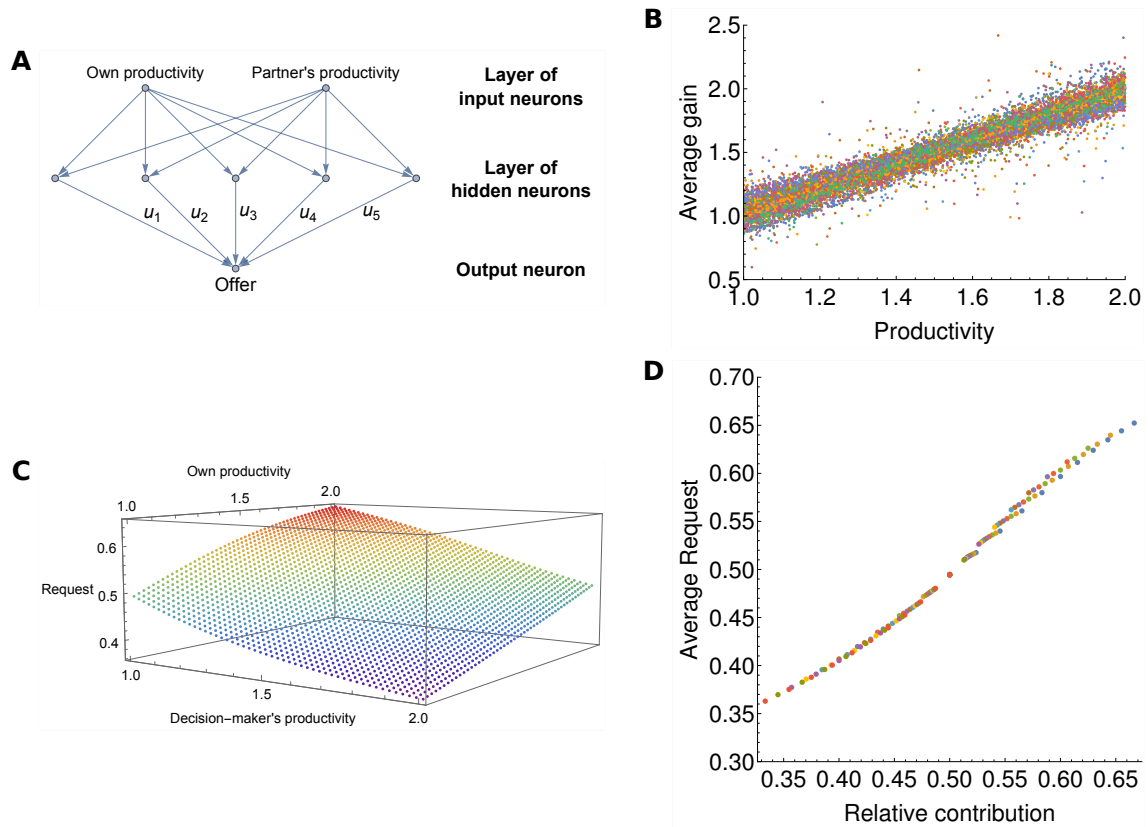 A
Own productivity
Partner's productivity
Layer of
input neurons
Layer of
hidden neurons
u1
u2
u3
u4
u5
Output neuron
Offer
B
2.5
2.0
1.5
1.0
0.5
Average gain
1.0 1.2 1.4 1.6 1.8 2.0
Productivity
C
Own productivity
1.0
1.5
2.0
0.6
Request
0.5
0.4
1.0
1.5
2.0
Decision-maker's productivity
D
0.70
0.65
0.60
0.55
0.50
0.45
0.40
0.35
0.30
Average Request
0.35 0.40 0.45 0.50 0.55 0.60 0.65
Relative contribution